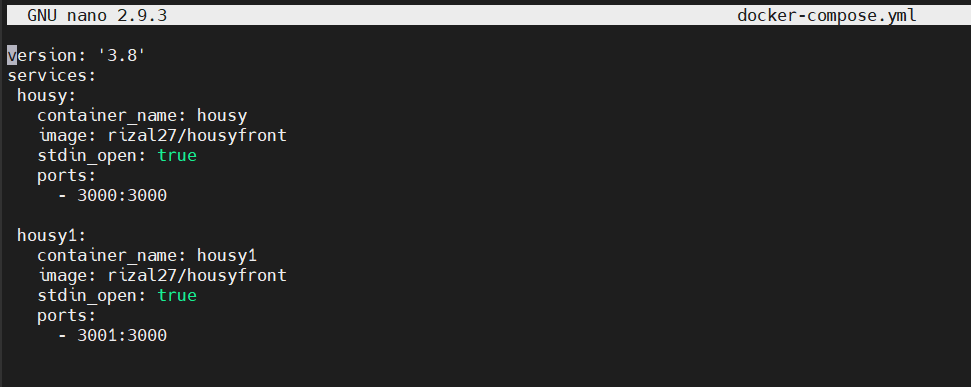 GNU nano 2.9.3 docker-compose.yml
version: '3.8'
services:
 housy:
   container_name: housy
   image: rizal27/housyfront
   stdin_open: true
   ports:
     - 3000:3000

 housy1:
   container_name: housy1
   image: rizal27/housyfront
   stdin_open: true
   ports:
     - 3001:3000